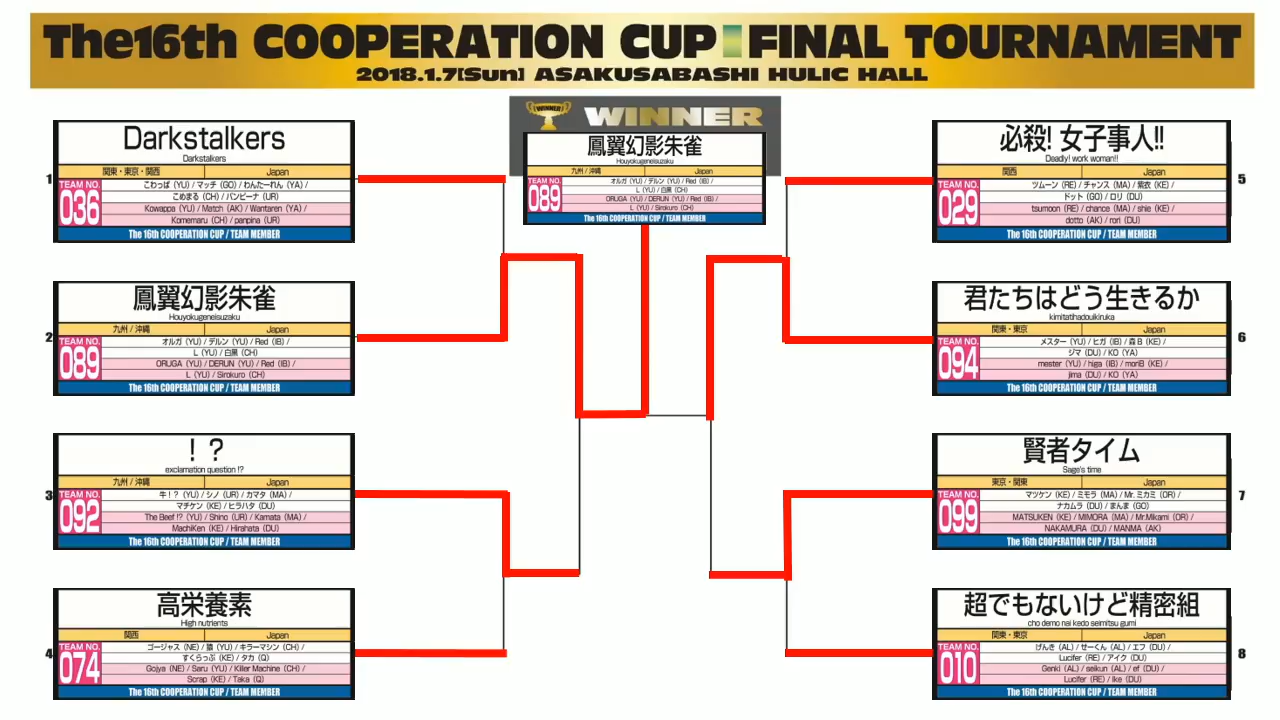 The16th COOPERATION CUP FINAL TOURNAMENT
2018.1.7[Sun] ASAKUSABASHI HULIC HALL
WINNER! WINNER
鳳翼幻影朱雀
Houyokugeneisuzaku
九州 / 沖縄 Japan
TEAM NO. 089
オルガ (YU) / デルン (YU) / Red (IB) /
L (YU) / 白黒 (CH)
ORUGA (YU) / DERUN (YU) / Red (IB) /
L (YU) / Sirokuro (CH)
The 16th COOPERATION CUP / TEAM MEMBER
1
Darkstalkers
Darkstalkers
関東・東京・関西 Japan
TEAM NO. 036
こわっぱ (YU) / マッチ (GO) / わんたーれん (YA) /
こめまる (CH) / パンピーナ (UR)
Kowappa (YU) / Match (AK) / Wantaren (YA) /
Komemaru (CH) / panpina (UR)
The 16th COOPERATION CUP / TEAM MEMBER
2
鳳翼幻影朱雀
Houyokugeneisuzaku
九州 / 沖縄 Japan
TEAM NO. 089
オルガ (YU) / デルン (YU) / Red (IB) /
L (YU) / 白黒 (CH)
ORUGA (YU) / DERUN (YU) / Red (IB) /
L (YU) / Sirokuro (CH)
The 16th COOPERATION CUP / TEAM MEMBER
3
！？
exclamation question !?
九州 / 沖縄 Japan
TEAM NO. 092
牛！？ (YU) / シノ (UR) / カマタ (MA) /
マチケン (KE) / ヒラハタ (DU)
The Beef !? (YU) / Shino (UR) / Kamata (MA) /
MachiKen (KE) / Hirahata (DU)
The 16th COOPERATION CUP / TEAM MEMBER
4
高栄養素
High nutrients
関西 Japan
TEAM NO. 074
ゴージャス (NE) / 猿 (YU) / キラーマシン (CH) /
すくらっぷ (KE) / タカ (Q)
Gojya (NE) / Saru (YU) / Killer Machine (CH) /
Scrap (KE) / Taka (Q)
The 16th COOPERATION CUP / TEAM MEMBER
5
必殺! 女子事人!!
Deadly! work woman!!
関西 Japan
TEAM NO. 029
ツムーン (RE) / チャンス (MA) / 紫衣 (KE) /
ドット (GO) / ロリ (DU)
tsumoon (RE) / chance (MA) / shie (KE) /
dotto (AK) / rori (DU)
The 16th COOPERATION CUP / TEAM MEMBER
6
君たちはどう生きるか
kimitatihadouikiruka
関東・東京 Japan
TEAM NO. 094
メスター (YU) / ヒガ (IB) / 森B (KE) /
ジマ (DU) / KO (YA)
mester (YU) / higa (IB) / moriB (KE) /
jima (DU) / KO (YA)
The 16th COOPERATION CUP / TEAM MEMBER
7
賢者タイム
Sage's time
東京・関東 Japan
TEAM NO. 099
マツケン (KE) / ミモラ (MA) / Mr. ミカミ (OR) /
ナカムラ (DU) / まんま (GO)
MATSUKEN (KE) / MIMORA (MA) / Mr.Mikami (OR) /
NAKAMURA (DU) / MANMA (AK)
The 16th COOPERATION CUP / TEAM MEMBER
8
超でもないけど精密組
cho demo nai kedo seimitsu gumi
関東・東京 Japan
TEAM NO. 010
げんき (AL) / せーくん (AL) / エフ (DU) /
Lucifer (RE) / アイク (DU)
Genki (AL) / seikun (AL) / ef (DU) /
Lucifer (RE) / ike (DU)
The 16th COOPERATION CUP / TEAM MEMBER